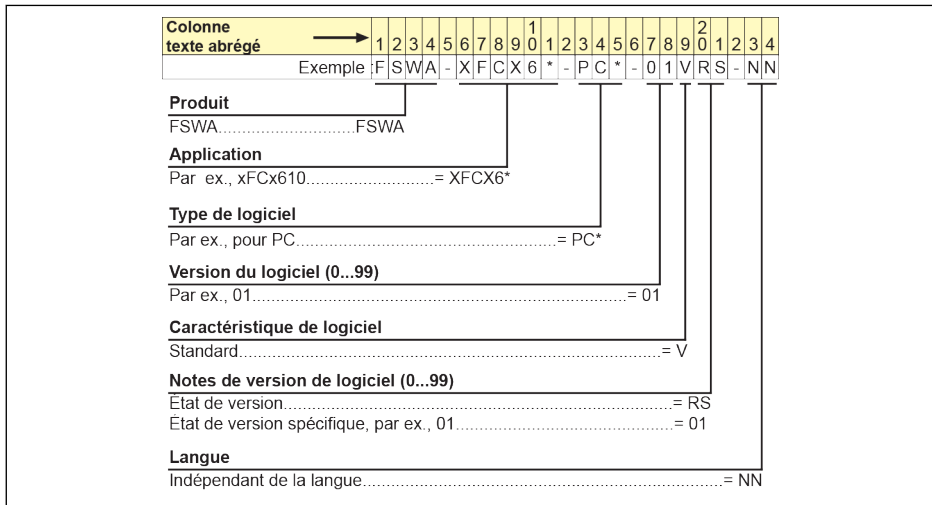 Colonne
texte abrégé
1 2 3 4 5 6 7 8 9 10 1 2 3 4 5 6 7 8 9 20 1 2 3 4
Exemple : F S W A - X F C X 6 * - P C * - 0 1 V R S - N N
Produit
FSWA............................FSWA
Application
Par ex., xFCx610............................= XFCX6*
Type de logiciel
Par ex., pour PC.........................................................= PC*
Version du logiciel (0...99)
Par ex., 01.................................................................................= 01
Caractéristique de logiciel
Standard.........................................................................................= V
Notes de version de logiciel (0...99)
État de version....................................................................................= RS
État de version spécifique, par ex., 01...............................................= 01
Langue
Indépendant de la langue..............................................................................= NN